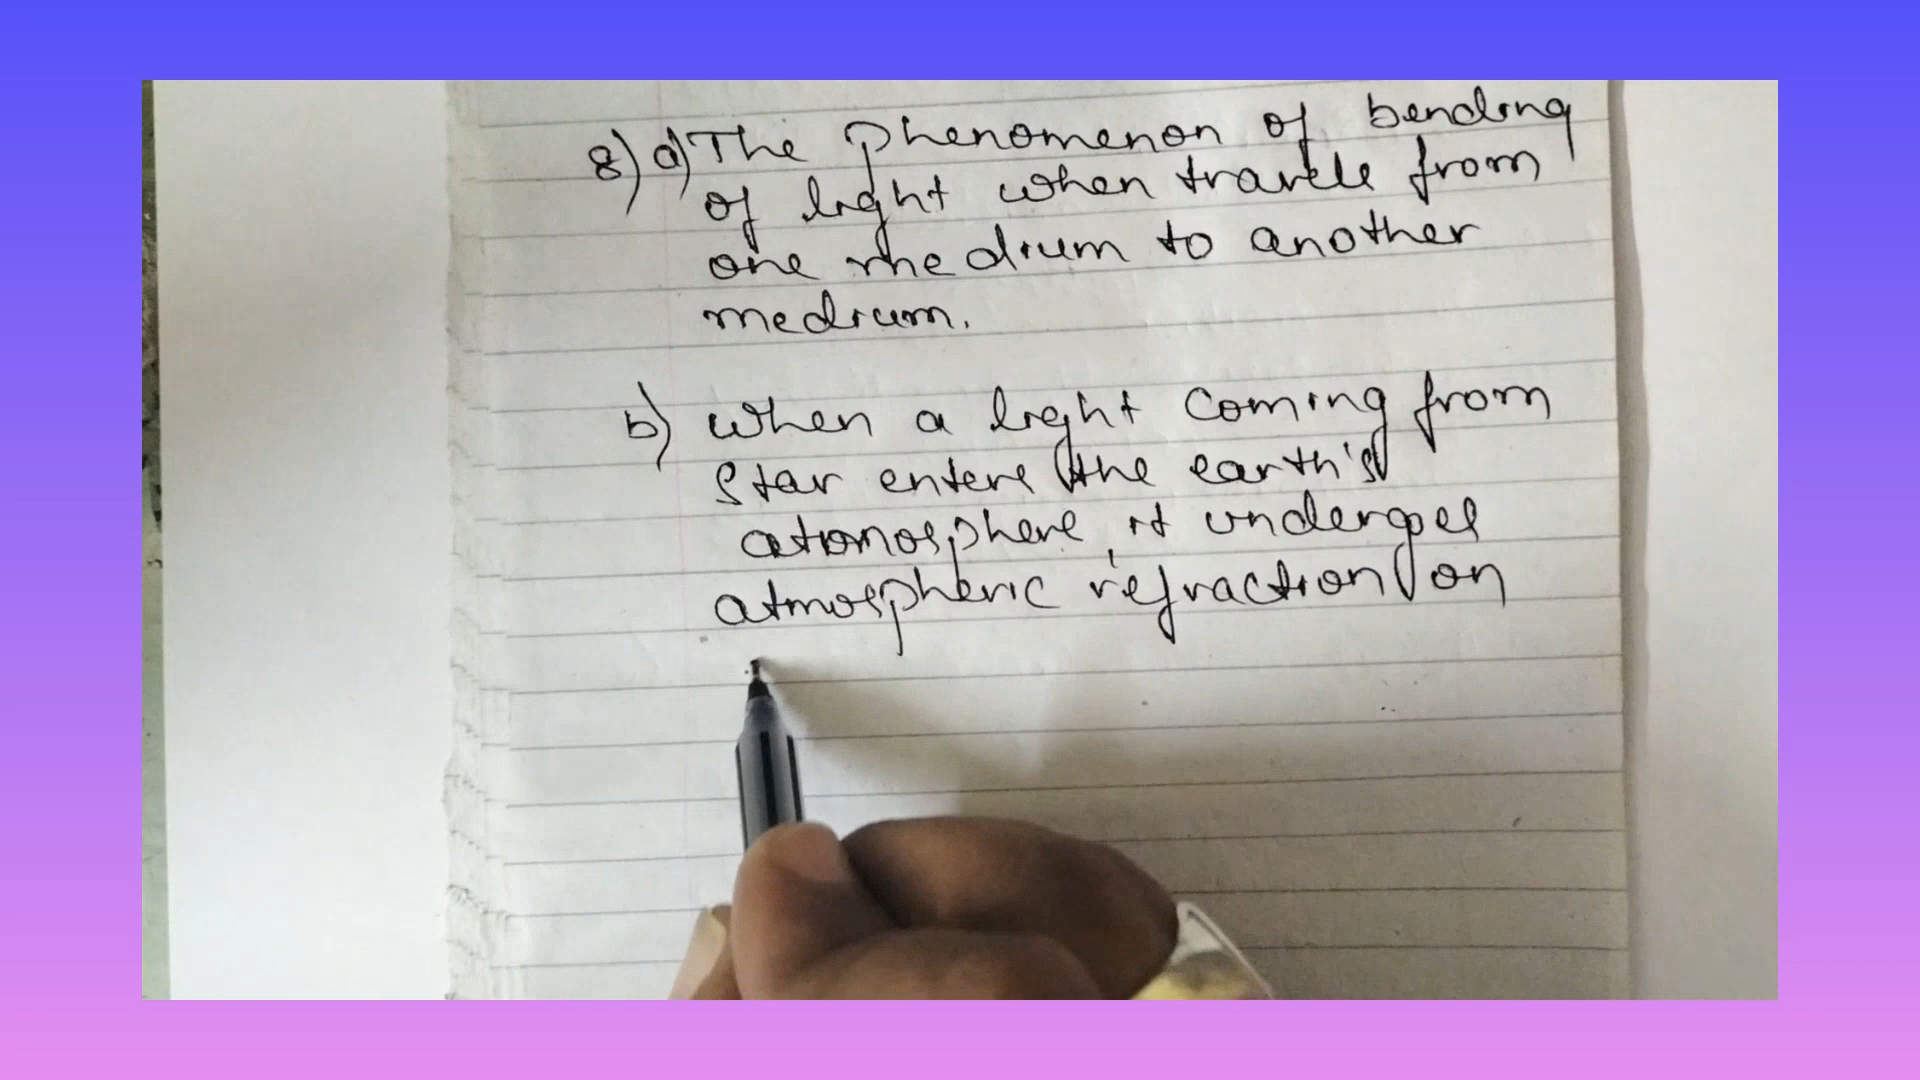 8) a) The phenomenon of bending
of light when travels from
one medium to another
medium.
b) when a light coming from
star enters the earth's
atomosphere, it undergoes
atmospheric refraction on